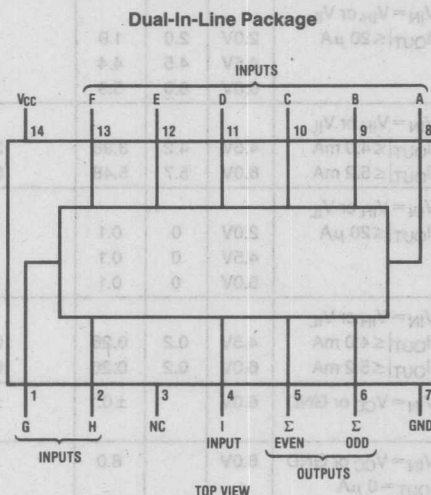 Dual-In-Line Package
INPUTS
VCC F E D C B A
14 13 12 11 10 9 8
1 2 3 4 5 6 7
G H NC I Σ Σ GND
INPUTS INPUT EVEN ODD
OUTPUTS
TOP VIEW